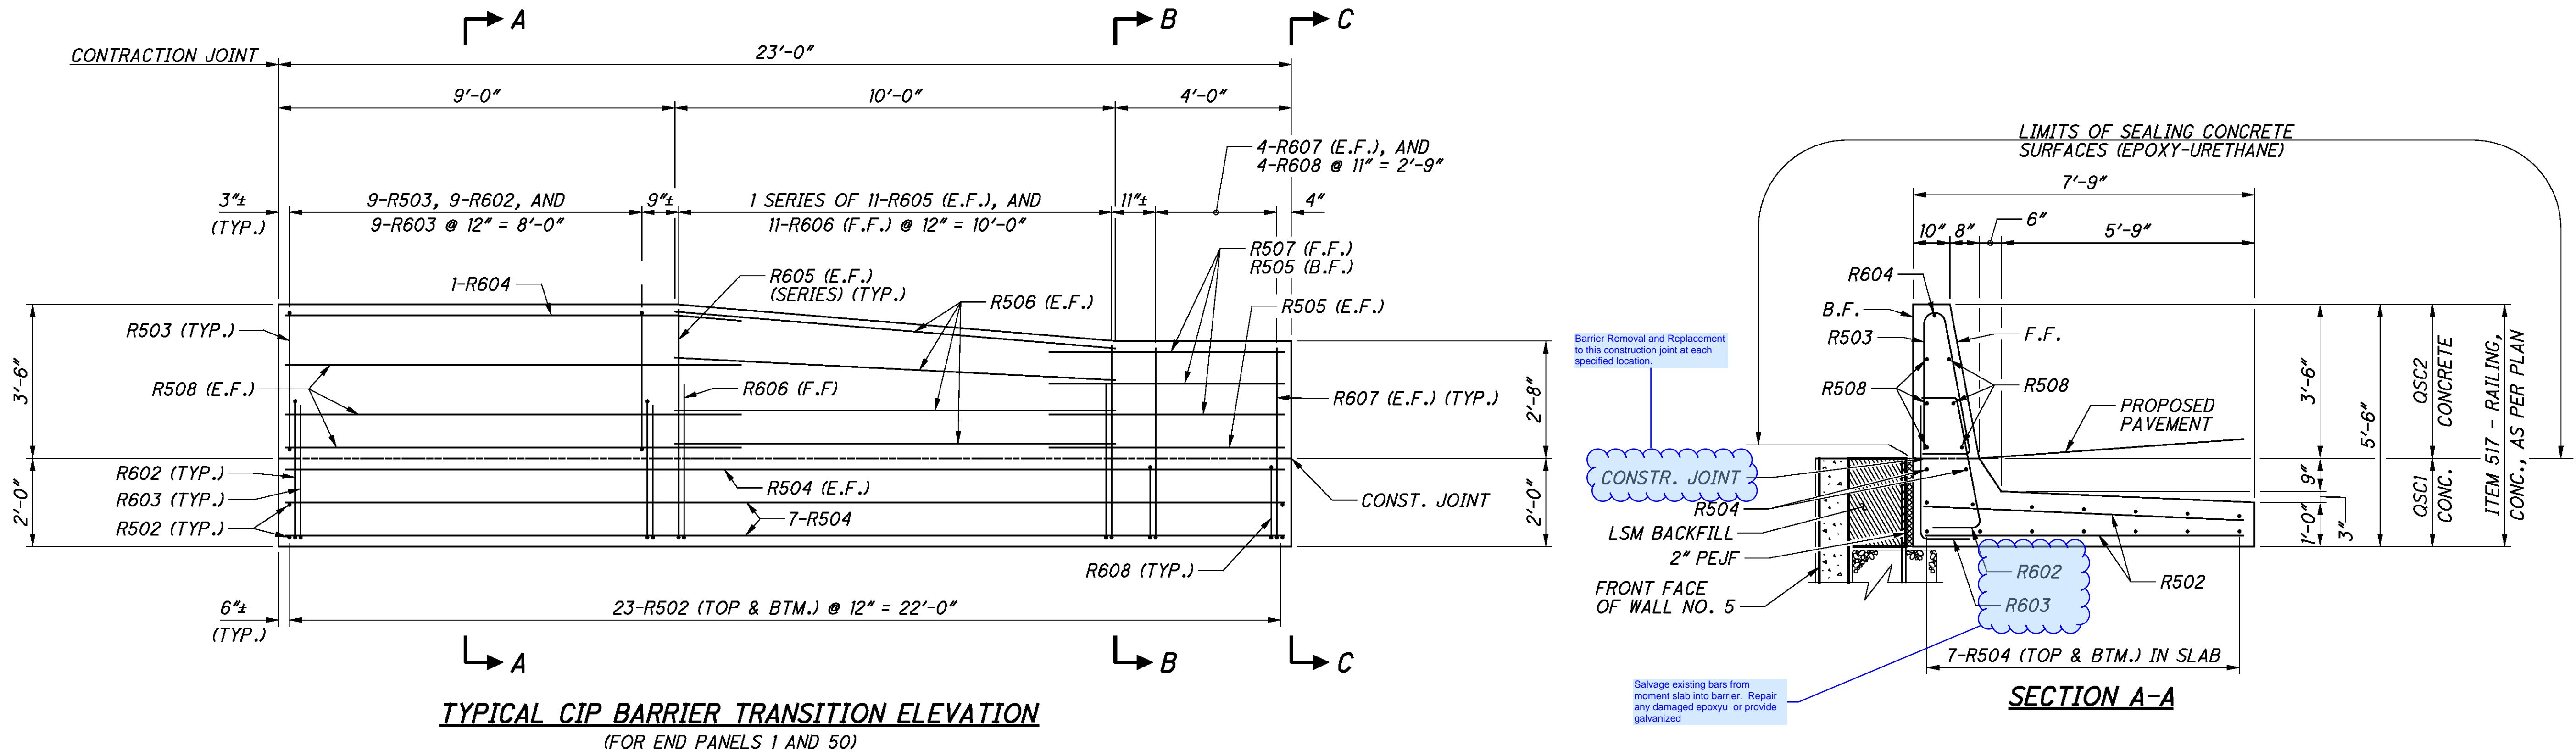 A
B
C
CONTRACTION JOINT
23'-0"
9'-0"
10'-0"
4'-0"
4-R607 (E.F.), AND
4-R608 @ 11" = 2'-9"
3"±
(TYP.)
9-R503, 9-R602, AND
9-R603 @ 12" = 8'-0"
9"±
1 SERIES OF 11-R605 (E.F.), AND
11-R606 (F.F.) @ 12" = 10'-0"
11"±
4"
R507 (F.F.)
R505 (B.F.)
1-R604
R605 (E.F.)
(SERIES) (TYP.)
R506 (E.F.)
R505 (E.F.)
R503 (TYP.)
3'-6"
R508 (E.F.)
R606 (F.F)
R607 (E.F.) (TYP.)
2'-8"
R602 (TYP.)
R603 (TYP.)
R502 (TYP.)
2'-0"
R504 (E.F.)
7-R504
CONST. JOINT
2'-0"
R608 (TYP.)
6"±
(TYP.)
23-R502 (TOP & BTM.) @ 12" = 22'-0"
A
B
C
TYPICAL CIP BARRIER TRANSITION ELEVATION
(FOR END PANELS 1 AND 50)
LIMITS OF SEALING CONCRETE
SURFACES (EPOXY-URETHANE)
7'-9"
6"
10"
8"
5'-9"
R604
B.F.
R503
F.F.
Barrier Removal and Replacement
to this construction joint at each
specified location.
R508
R508
PROPOSED
PAVEMENT
3'-6"
5'-6"
QSC2
CONCRETE
ITEM 517 - RAILING,
CONC., AS PER PLAN
CONSTR. JOINT
R504
LSM BACKFILL
2" PEJF
FRONT FACE
OF WALL NO. 5
9"
1'-0"
3"
QSC1
CONC.
R602
R603
R502
7-R504 (TOP & BTM.) IN SLAB
Salvage existing bars from
moment slab into barrier. Repair
any damaged epoxyu or provide
galvanized
SECTION A-A